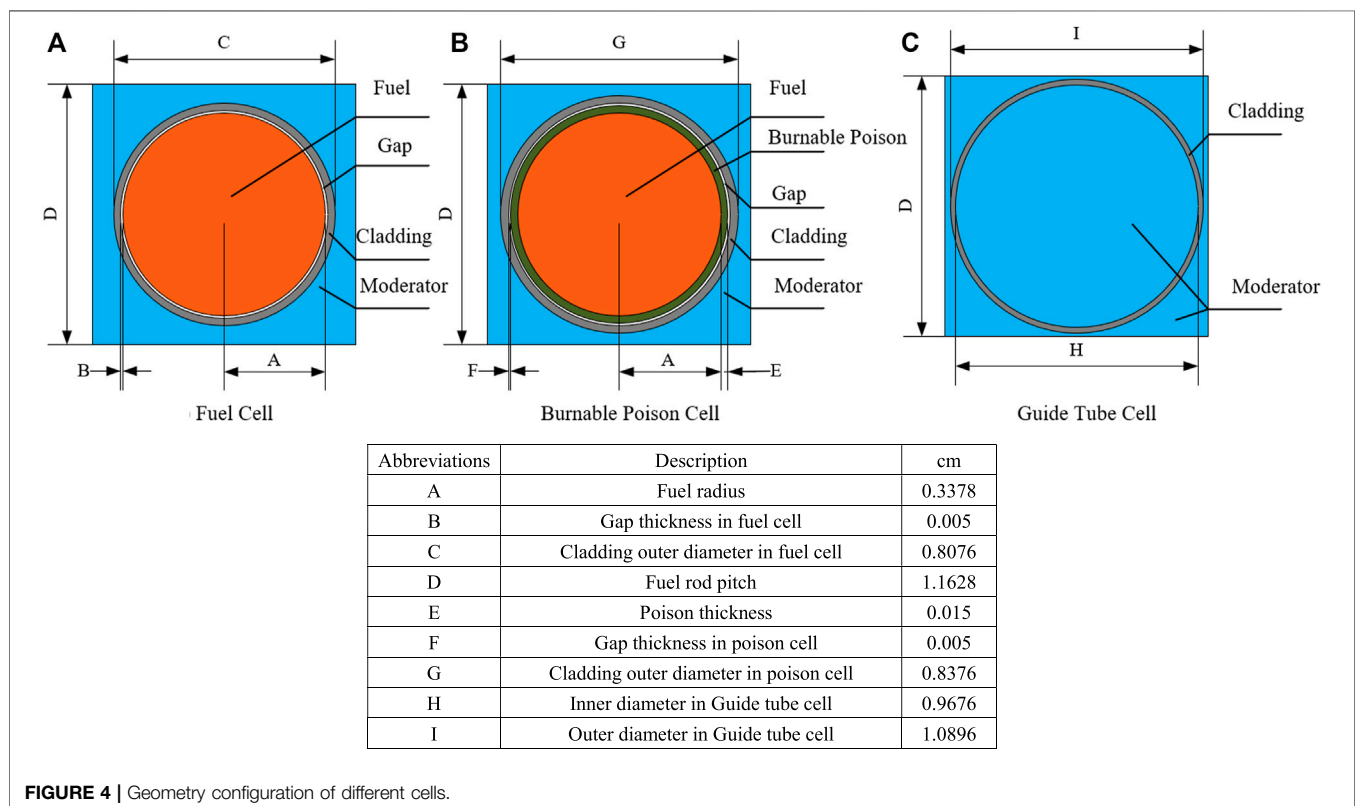 A
C
D
Fuel
Gap
Cladding
Moderator
B
A
Fuel Cell
B
G
D
Fuel
Burnable Poison
Gap
Cladding
Moderator
F
A
E
Burnable Poison Cell
C
I
D
Cladding
Moderator
H
Guide Tube Cell
Abbreviations Description cm
A Fuel radius 0.3378
B Gap thickness in fuel cell 0.005
C Cladding outer diameter in fuel cell 0.8076
D Fuel rod pitch 1.1628
E Poison thickness 0.015
F Gap thickness in poison cell 0.005
G Cladding outer diameter in poison cell 0.8376
H Inner diameter in Guide tube cell 0.9676
I Outer diameter in Guide tube cell 1.0896
FIGURE 4 | Geometry configuration of different cells.